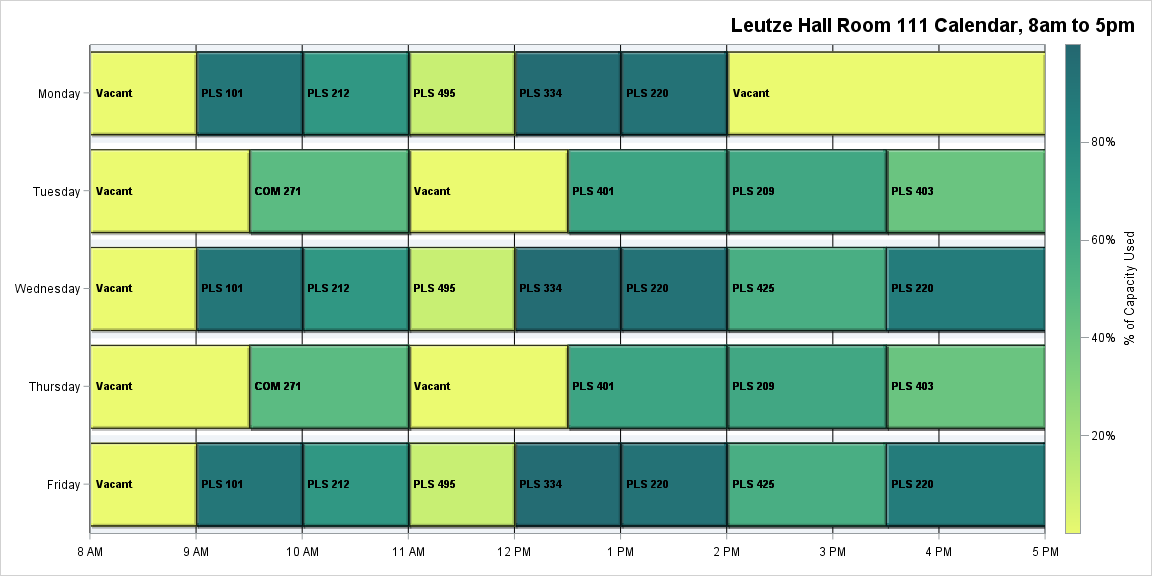 Leutze Hall Room 111 Calendar, 8am to 5pm
Monday
Vacant
PLS 101
PLS 212
PLS 495
PLS 334
PLS 220
Vacant
Tuesday
Vacant
COM 271
Vacant
PLS 401
PLS 209
PLS 403
Wednesday
Vacant
PLS 101
PLS 212
PLS 495
PLS 334
PLS 220
PLS 425
PLS 220
Thursday
Vacant
COM 271
Vacant
PLS 401
PLS 209
PLS 403
Friday
Vacant
PLS 101
PLS 212
PLS 495
PLS 334
PLS 220
PLS 425
PLS 220
8 AM
9 AM
10 AM
11 AM
12 PM
1 PM
2 PM
3 PM
4 PM
5 PM
80%
60%
40%
20%
% of Capacity Used